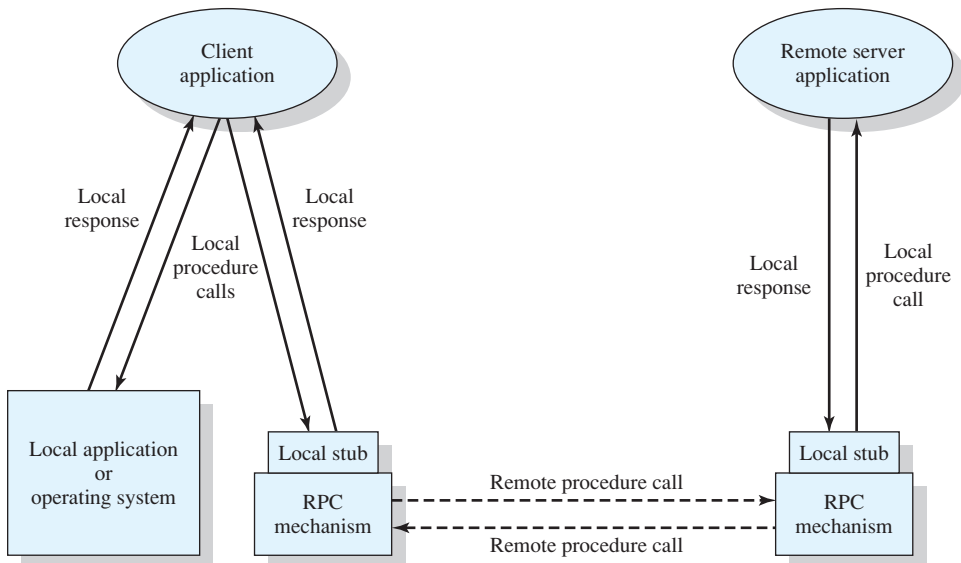 Client
application
Remote server
application
Local
response
Local
procedure
calls
Local
response
Local
response
Local
procedure
call
Local application
or
operating system
Local stub
RPC
mechanism
Remote procedure call
Remote procedure call
Local stub
RPC
mechanism